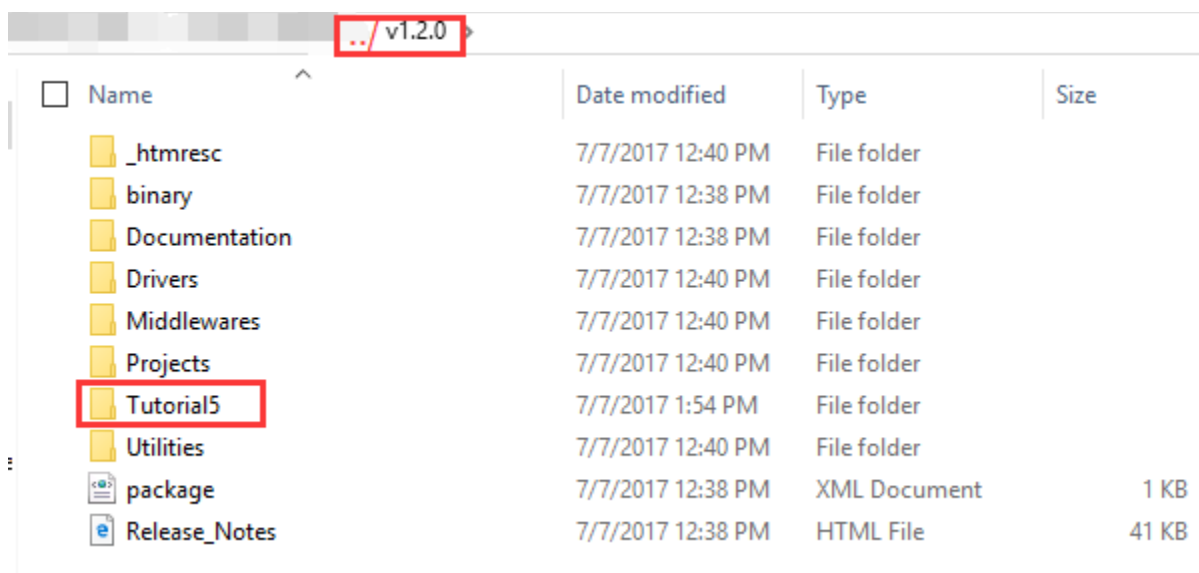 ../ v1.2.0 >
Name Date modified Type Size
_htmresc 7/7/2017 12:40 PM File folder
binary 7/7/2017 12:38 PM File folder
Documentation 7/7/2017 12:38 PM File folder
Drivers 7/7/2017 12:40 PM File folder
Middlewares 7/7/2017 12:40 PM File folder
Projects 7/7/2017 12:40 PM File folder
Tutorial5 7/7/2017 1:54 PM File folder
Utilities 7/7/2017 12:40 PM File folder
package 7/7/2017 12:38 PM XML Document 1 KB
Release_Notes 7/7/2017 12:38 PM HTML File 41 KB